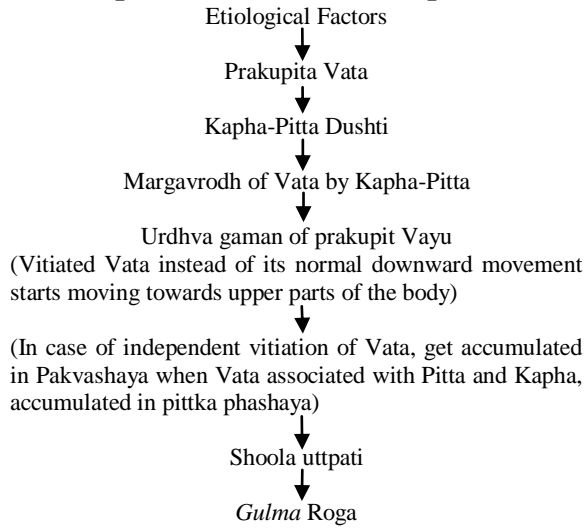 Etiological Factors
Prakupita Vata
Kapha-Pitta Dushti
Margavrodh of Vata by Kapha-Pitta
Urdhva gaman of prakupit Vayu
(Vitiated Vata instead of its normal downward movement
starts moving towards upper parts of the body)
(In case of independent vitiation of Vata, get accumulated
in Pakvashaya when Vata associated with Pitta and Kapha,
accumulated in pittka phashaya)
Shoola uttpati
Gulma Roga